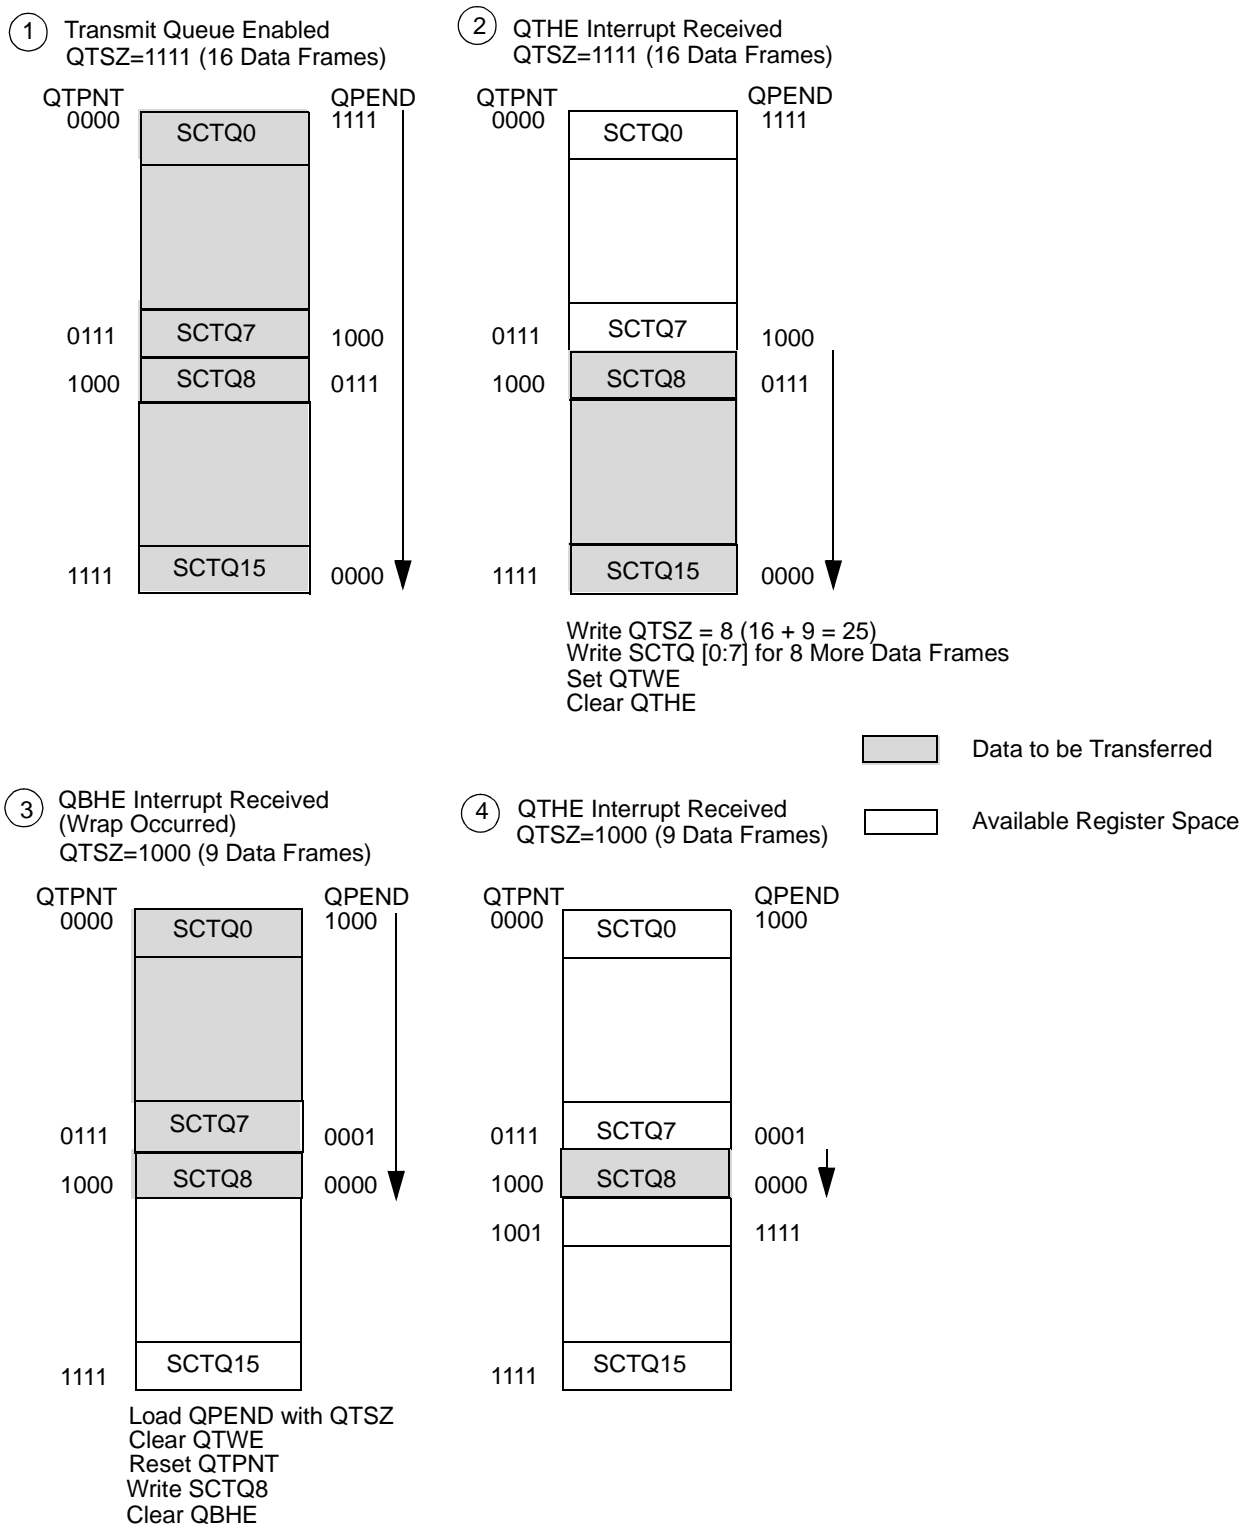 1 Transmit Queue Enabled
QTSZ=1111 (16 Data Frames)
QTPNT QPEND
0000 SCTQ0 1111
0111 SCTQ7 1000
1000 SCTQ8 0111
1111 SCTQ15 0000
2 QTHE Interrupt Received
QTSZ=1111 (16 Data Frames)
QTPNT QPEND
0000 SCTQ0 1111
0111 SCTQ7 1000
1000 SCTQ8 0111
1111 SCTQ15 0000
Write QTSZ = 8 (16 + 9 = 25)
Write SCTQ [0:7] for 8 More Data Frames
Set QTWE
Clear QTHE
Data to be Transferred
Available Register Space
3 QBHE Interrupt Received
(Wrap Occurred)
QTSZ=1000 (9 Data Frames)
QTPNT QPEND
0000 SCTQ0 1000
0111 SCTQ7 0001
1000 SCTQ8 0000
1111 SCTQ15
Load QPEND with QTSZ
Clear QTWE
Reset QTPNT
Write SCTQ8
Clear QBHE
4 QTHE Interrupt Received
QTSZ=1000 (9 Data Frames)
QTPNT QPEND
0000 SCTQ0 1000
0111 SCTQ7 0001
1000 SCTQ8 0000
1001 1111
1111 SCTQ15